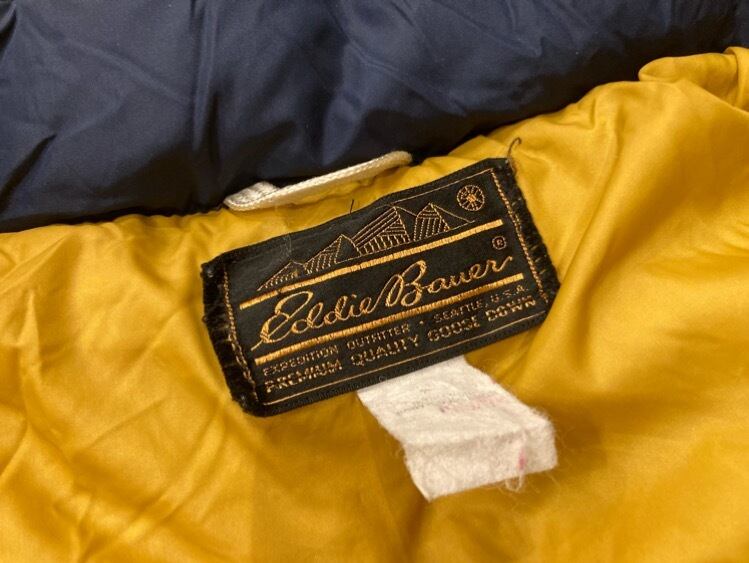 Eddie Bauer ®
EXPEDITION OUTFITTER · SEATTLE, U.S.A.
PREMIUM QUALITY GOOSE DOWN